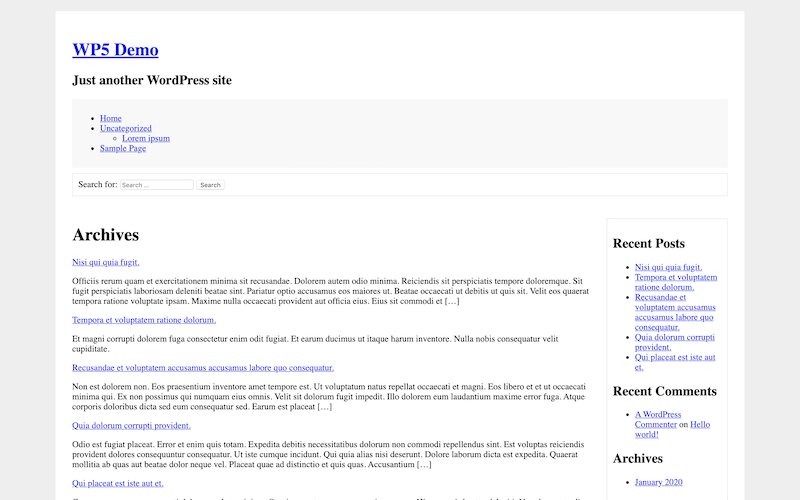 WP5 Demo
Just another WordPress site
Home
Uncategorized
Lorem ipsum
Sample Page
Search for: Search … Search
Archives
Nisi qui quia fugit.
Officiis rerum quam et exercitationem minima sit recusandae. Dolorem autem odio minima. Reiciendis sit perspiciatis tempore doloremque. Sit
fugit perspiciatis laboriosam deleniti beatae sint. Pariatur optio accusamus eos maiores ut. Beatae occaecati ut debitis ut quis sit. Velit eos quaerat
tempora ratione voluptate ipsam. Maxime nulla occaecati provident aut officia eius. Eius sit commodi et […]
Tempora et voluptatem ratione dolorum.
Et magni corrupti dolorem fuga consectetur enim odit fugiat. Et earum ducimus ut itaque harum inventore. Nulla nobis consequatur velit
cupiditate.
Recusandae et voluptatem accusamus accusamus labore quo consequatur.
Non est dolorem non. Eos praesentium inventore amet tempore est. Ut voluptatum natus repellat occaecati et magni. Eos libero et et ut occaecati
minima qui. Ex non possimus qui numquam eius omnis. Velit sit dolorum fugit impedit. Illo dolorem eum laudantium maxime error fuga. Atque
corporis doloribus dicta sed eum consequatur sed. Earum est placeat […]
Quia dolorum corrupti provident.
Odio est fugiat placeat. Error et enim quis totam. Expedita debitis necessitatibus dolorum non commodi repellendus sint. Est voluptas reiciendis
provident dolores consequuntur consequatur. Ut iste cumque incidunt. Qui quia alias nisi deserunt. Dolore laborum dicta est expedita. Quaerat
mollitia ab quas aut beatae dolor neque vel. Placeat quae ad distinctio et quis quas. Accusantium […]
Qui placeat est iste aut et.
Recent Posts
Nisi qui quia fugit.
Tempora et voluptatem
ratione dolorum.
Recusandae et
voluptatem accusamus
accusamus labore quo
consequatur.
Quia dolorum corrupti
provident.
Qui placeat est iste aut
et.
Recent Comments
A WordPress
Commenter on Hello
world!
Archives
January 2020